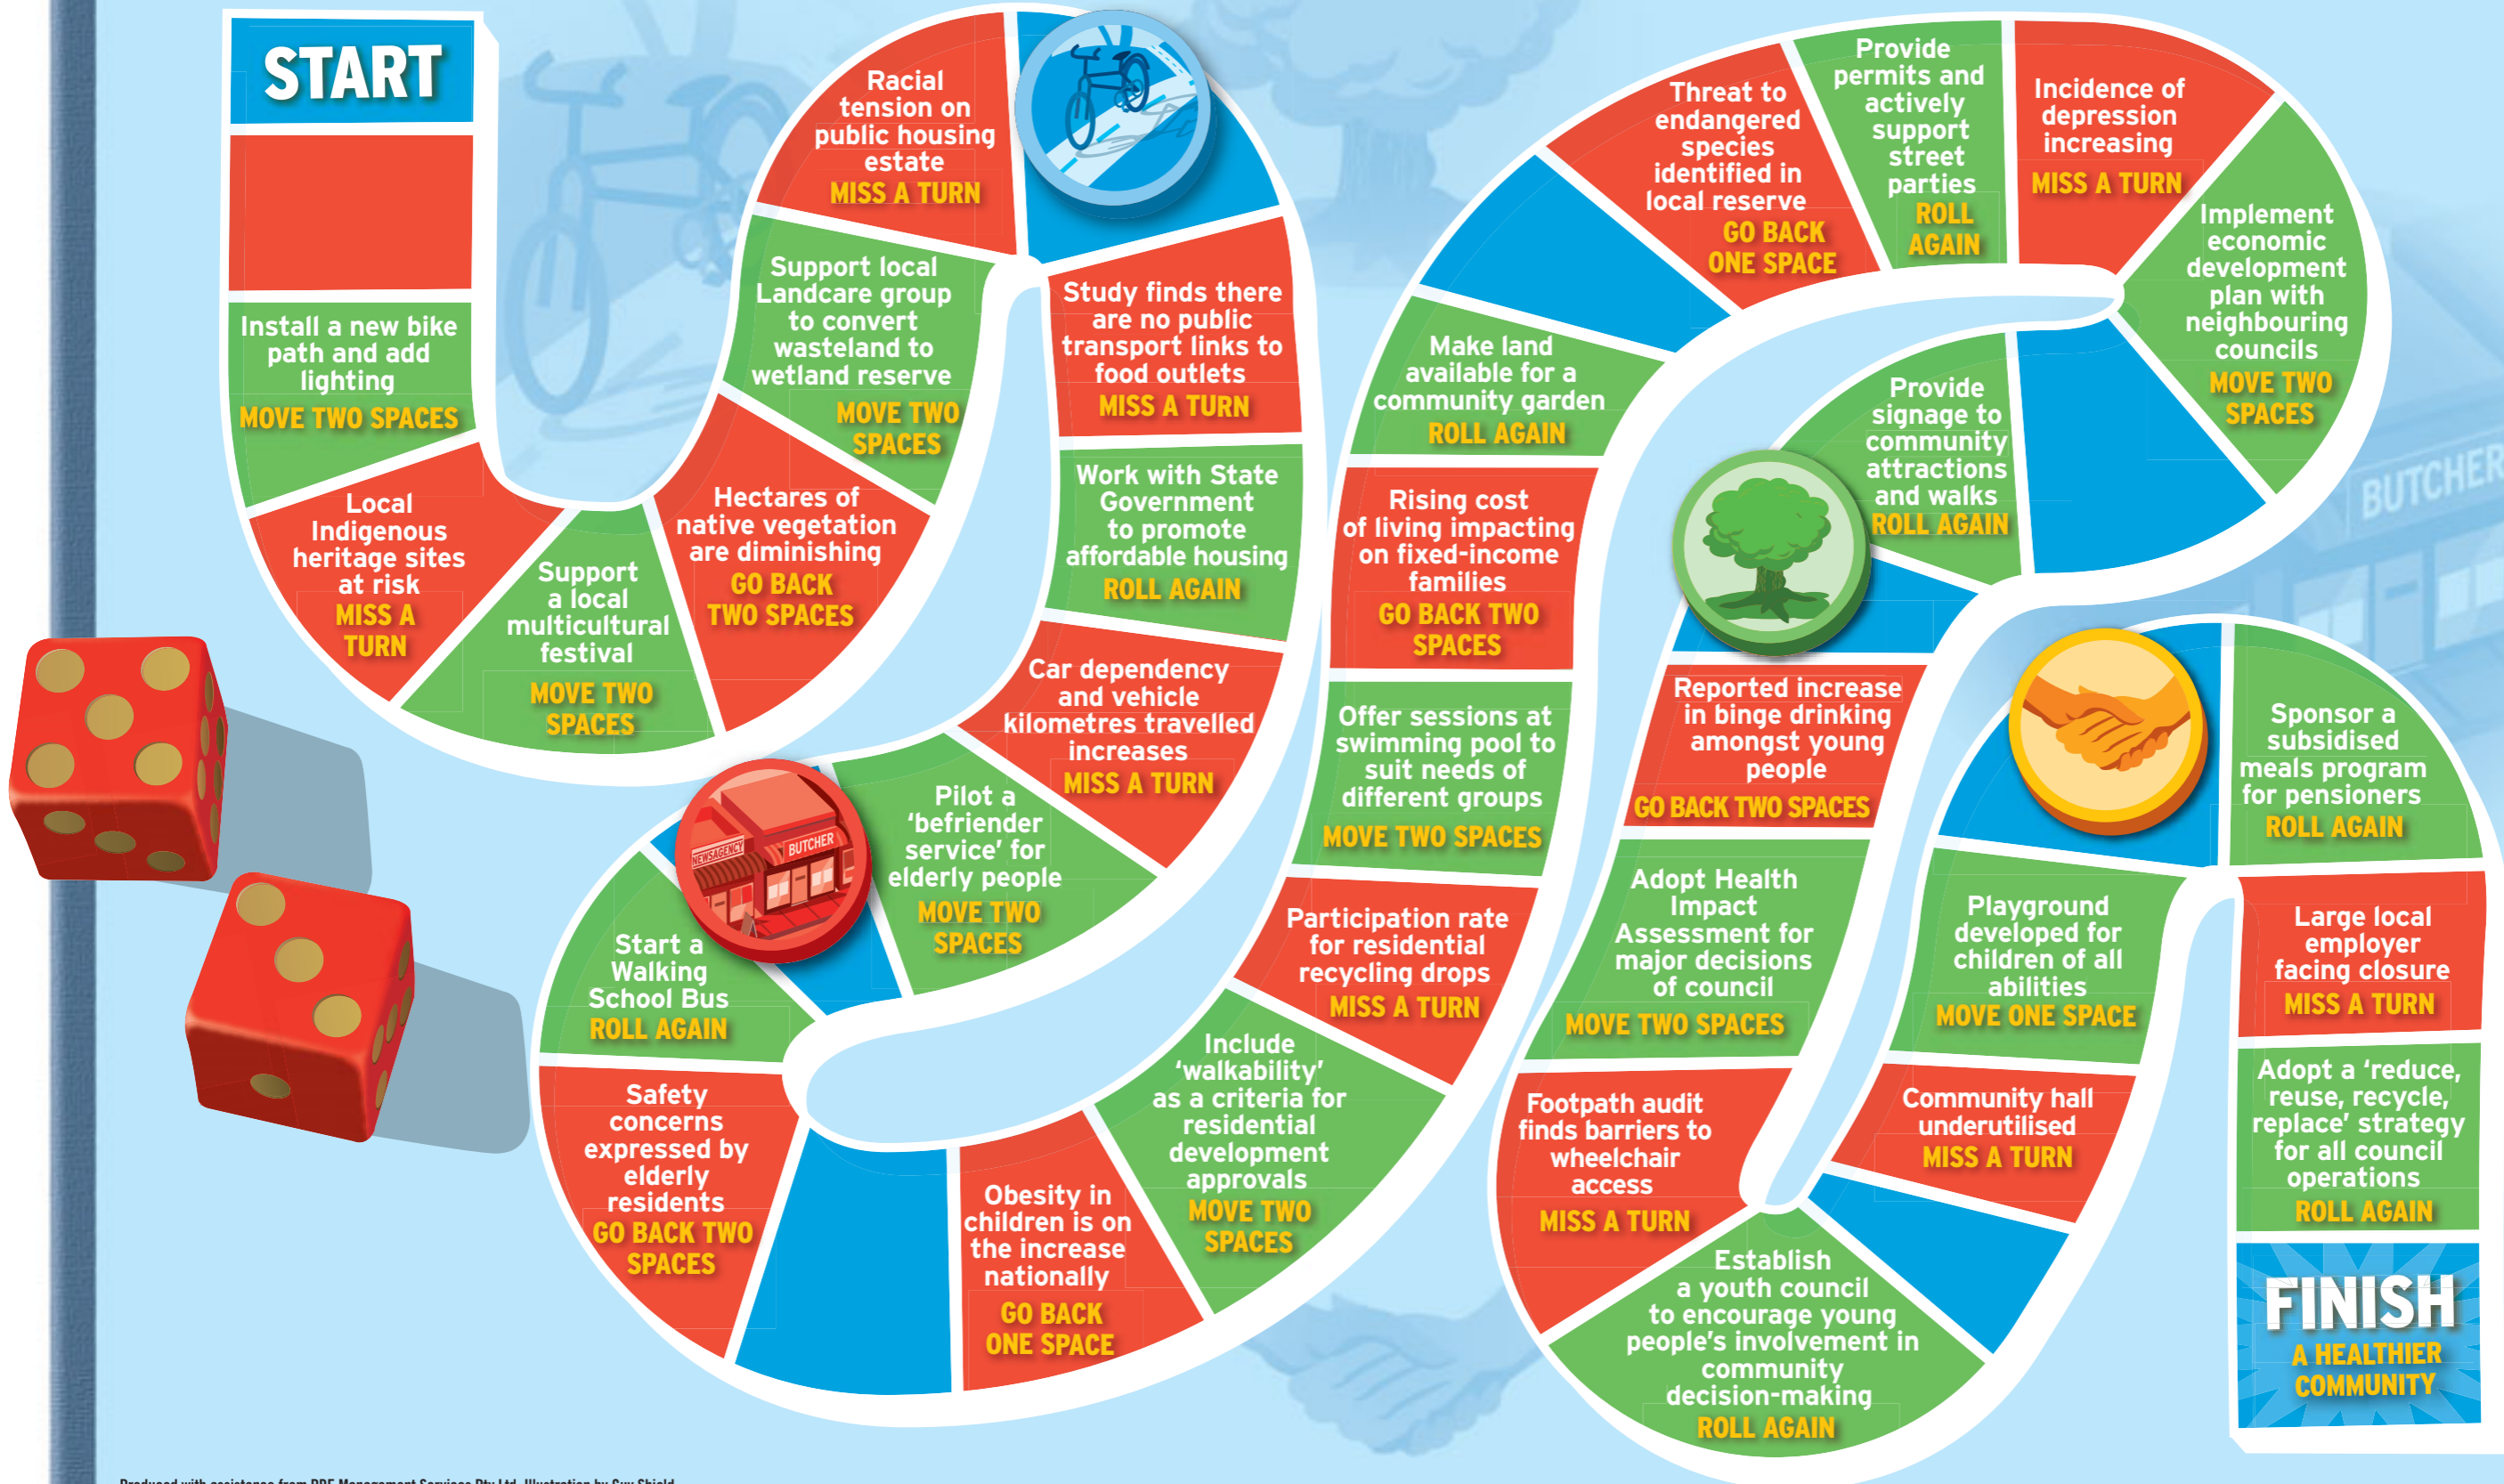 START
Install a new bike
path and add
lighting
MOVE TWO SPACES
Local
Indigenous
heritage sites
at risk
MISS A
TURN
Support
a local
multicultural
festival
MOVE TWO
SPACES
Hectares of
native vegetation
are diminishing
GO BACK
TWO SPACES
Support local
Landcare group
to convert
wasteland to
wetland reserve
MOVE TWO
SPACES
Racial
tension on
public housing
estate
MISS A TURN
Study finds there
are no public
transport links to
food outlets
MISS A TURN
Work with State
Government
to promote
affordable housing
ROLL AGAIN
Car dependency
and vehicle
kilometres travelled
increases
MISS A TURN
Pilot a
'befriender
service' for
elderly people
MOVE TWO
SPACES
NEWSAGENCY
BUTCHER
Start a
Walking
School Bus
ROLL AGAIN
Safety
concerns
expressed by
elderly
residents
GO BACK TWO
SPACES
Obesity in
children is on
the increase
nationally
GO BACK
ONE SPACE
Include
'walkability'
as a criteria for
residential
development
approvals
MOVE TWO
SPACES
Participation rate
for residential
recycling drops
MISS A TURN
Offer sessions at
swimming pool to
suit needs of
different groups
MOVE TWO SPACES
Rising cost
of living impacting
on fixed-income
families
GO BACK TWO
SPACES
Make land
available for a
community garden
ROLL AGAIN
Threat to
endangered
species
identified in
local reserve
GO BACK
ONE SPACE
Provide
permits and
actively
support
street
parties
ROLL
AGAIN
Incidence of
depression
increasing
MISS A TURN
Implement
economic
development
plan with
neighbouring
councils
MOVE TWO
SPACES
BUTCHER
Provide
signage to
community
attractions
and walks
ROLL AGAIN
Reported increase
in binge drinking
amongst young
people
GO BACK TWO SPACES
Adopt Health
Impact
Assessment for
major decisions
of council
MOVE TWO SPACES
Footpath audit
finds barriers to
wheelchair
access
MISS A TURN
Establish
a youth council
to encourage young
people's involvement in
community
decision-making
ROLL AGAIN
Community hall
underutilised
MISS A TURN
Playground
developed for
children of all
abilities
MOVE ONE SPACE
Sponsor a
subsidised
meals program
for pensioners
ROLL AGAIN
Large local
employer
facing closure
MISS A TURN
Adopt a 'reduce,
reuse, recycle,
replace' strategy
for all council
operations
ROLL AGAIN
FINISH
A HEALTHIER
COMMUNITY